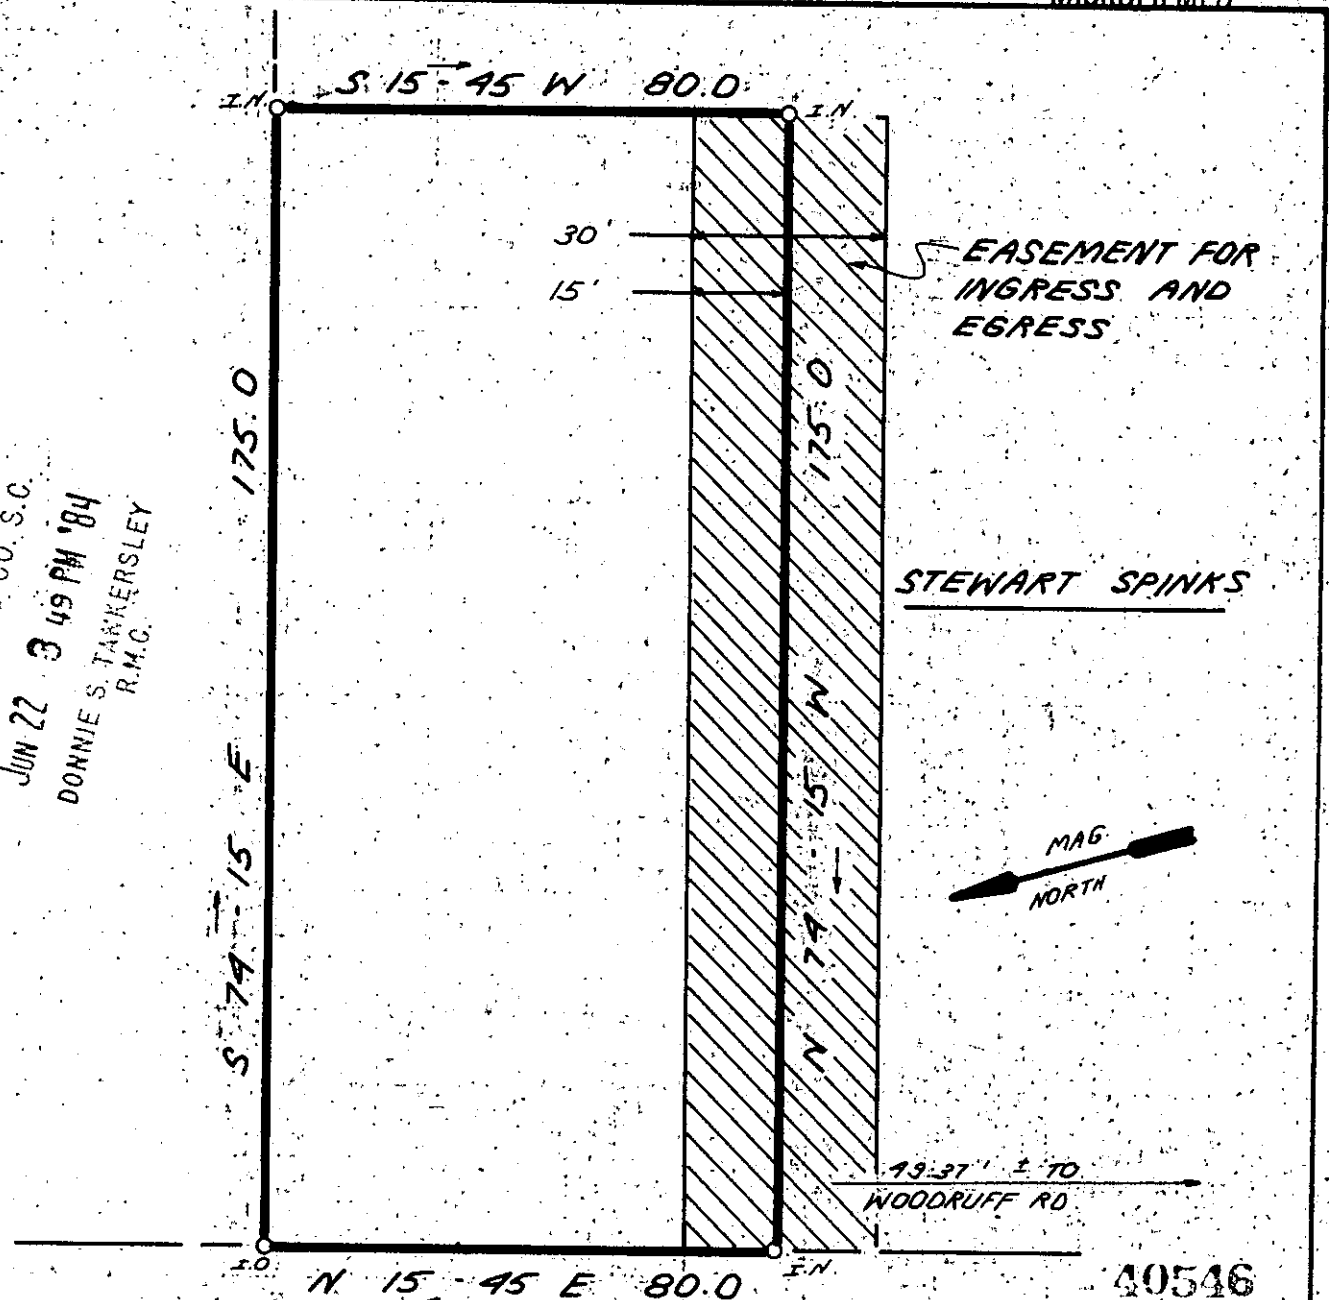 S 15 - 45 W 80.0
I.N
I.N
30'
15'
EASEMENT FOR
INGRESS AND
EGRESS
175.0
175.0
CO. S.C.
JUN 22 3 49 PM '84
DONNIE S. TANKERSLEY
R.M.C.
STEWART SPINKS
S 74 - 15 E
N 74 - 15 W
MAG.
NORTH
49.37' ± TO
WOODRUFF RD.
I.O
I.N
N 15 - 45 E 80.0
40546